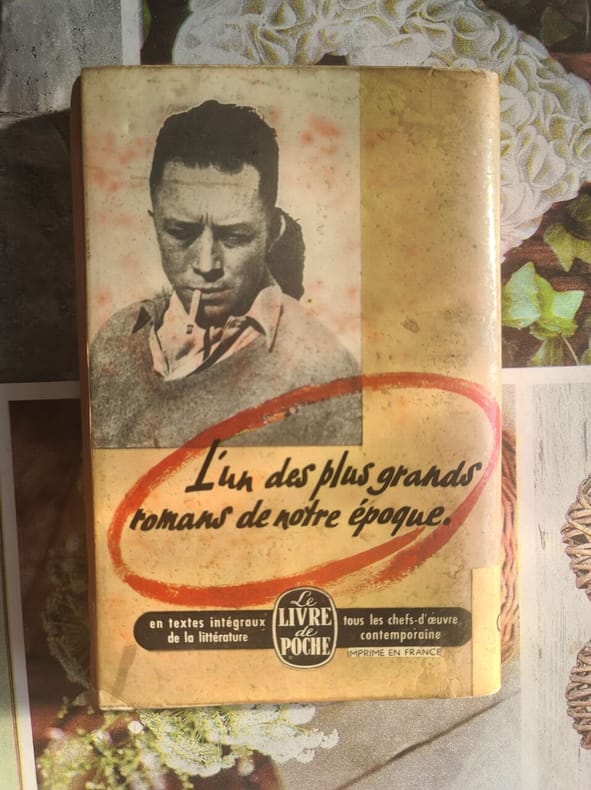 L'un des plus grands
romans de notre époque.
en textes intégraux
de la littérature
Le
LIVRE
de
POCHE
tous les chefs-d'œuvre
contemporaine
IMPRIMÉ EN FRANCE